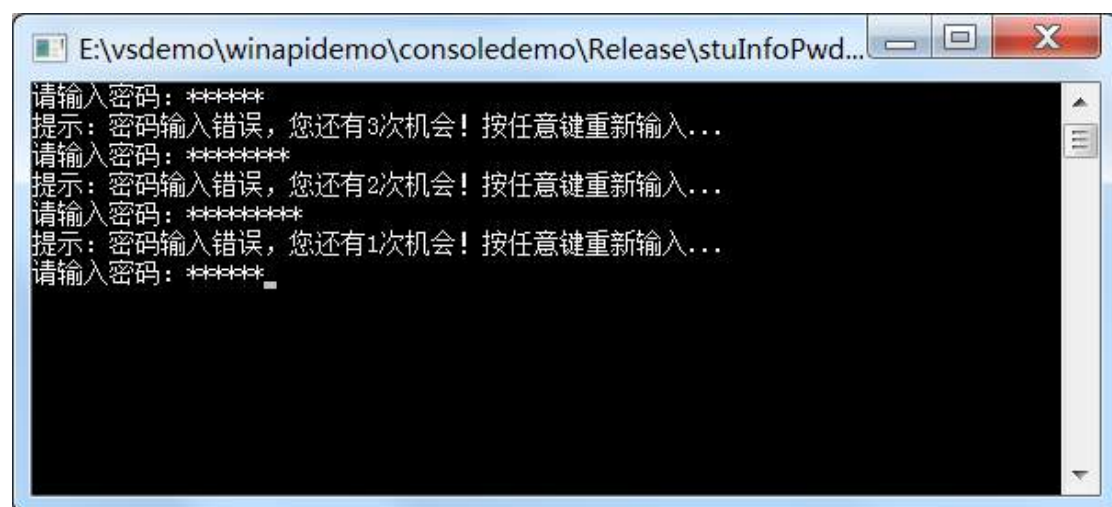 E:\vsdemo\winapidemo\consoledemo\Release\stuInfoPwd...
请输入密码：******
提示：密码输入错误，您还有3次机会！按任意键重新输入...
请输入密码：********
提示：密码输入错误，您还有2次机会！按任意键重新输入...
请输入密码：*********
提示：密码输入错误，您还有1次机会！按任意键重新输入...
请输入密码：******_